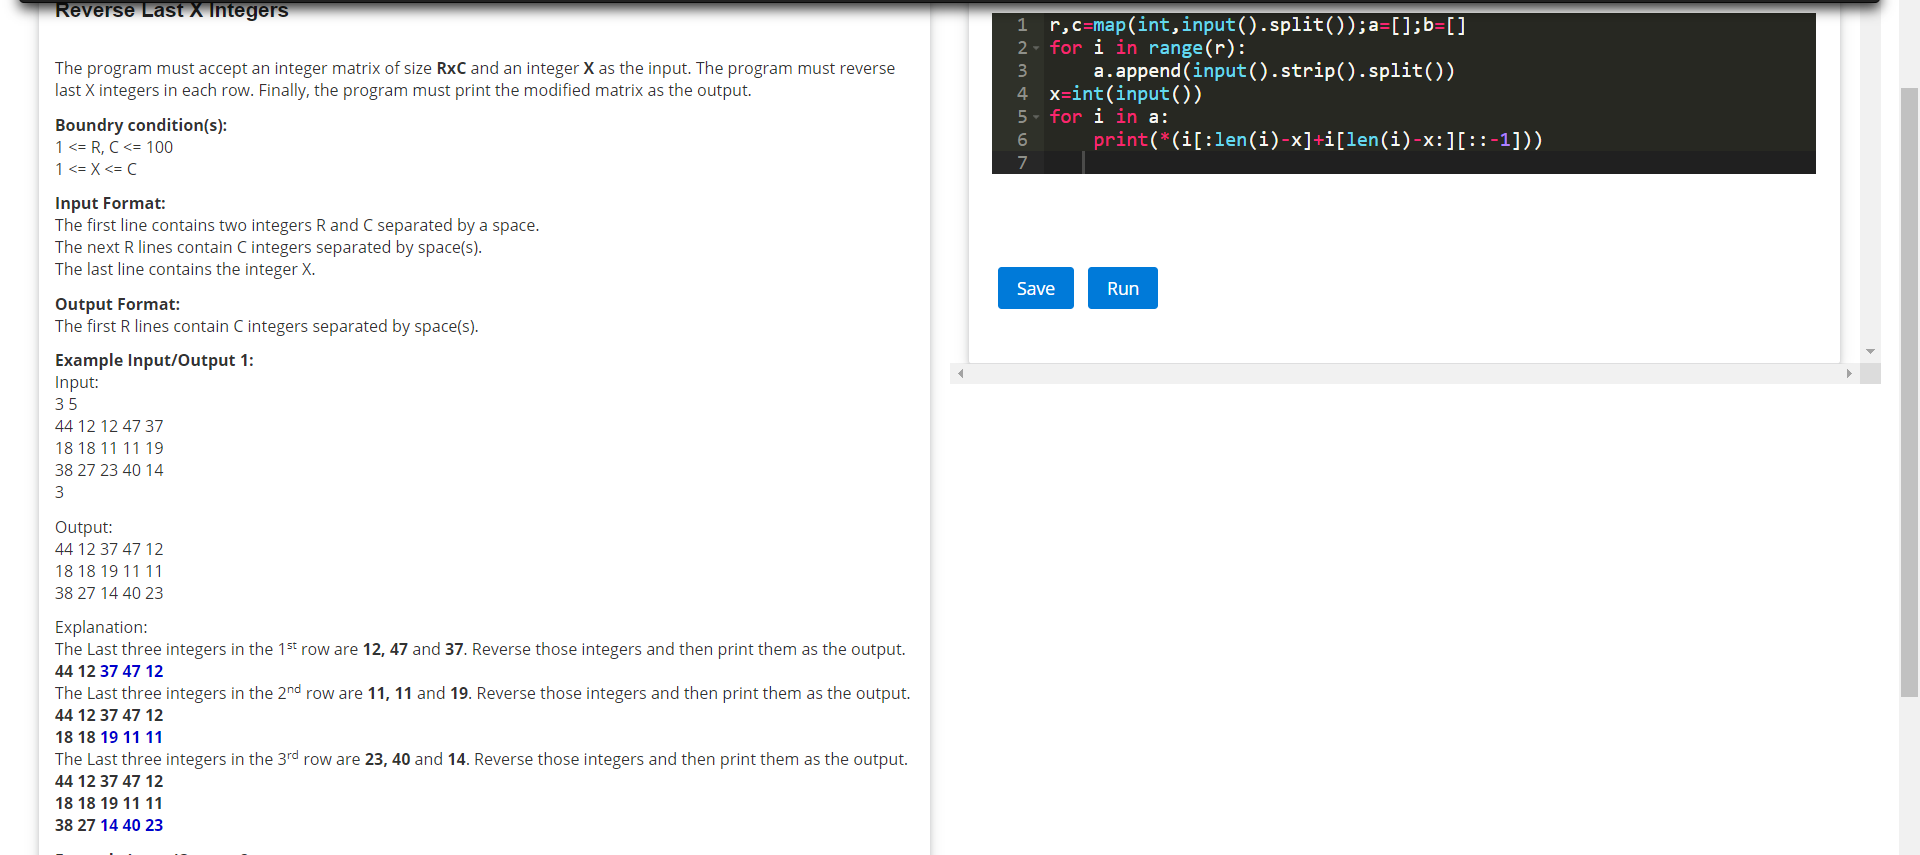 Reverse Last X Integers
The program must accept an integer matrix of size RxC and an integer X as the input. The program must reverse
last X integers in each row. Finally, the program must print the modified matrix as the output.
Boundry condition(s):
1 <= R, C <= 100
1 <= X <= C
Input Format:
The first line contains two integers R and C separated by a space.
The next R lines contain C integers separated by space(s).
The last line contains the integer X.
Output Format:
The first R lines contain C integers separated by space(s).
Example Input/Output 1:
Input:
3 5
44 12 12 47 37
18 18 11 11 19
38 27 23 40 14
3
Output:
44 12 37 47 12
18 18 19 11 11
38 27 14 40 23
Explanation:
The Last three integers in the 1st row are 12, 47 and 37. Reverse those integers and then print them as the output.
44 12 37 47 12
The Last three integers in the 2nd row are 11, 11 and 19. Reverse those integers and then print them as the output.
44 12 37 47 12
18 18 19 11 11
The Last three integers in the 3rd row are 23, 40 and 14. Reverse those integers and then print them as the output.
44 12 37 47 12
18 18 19 11 11
38 27 14 40 23
1 r,c=map(int,input().split());a=[];b=[]
2 for i in range(r):
3     a.append(input().strip().split())
4 x=int(input())
5 for i in a:
6     print(*(i[:len(i)-x]+i[len(i)-x:][::-1]))
7
Save
Run